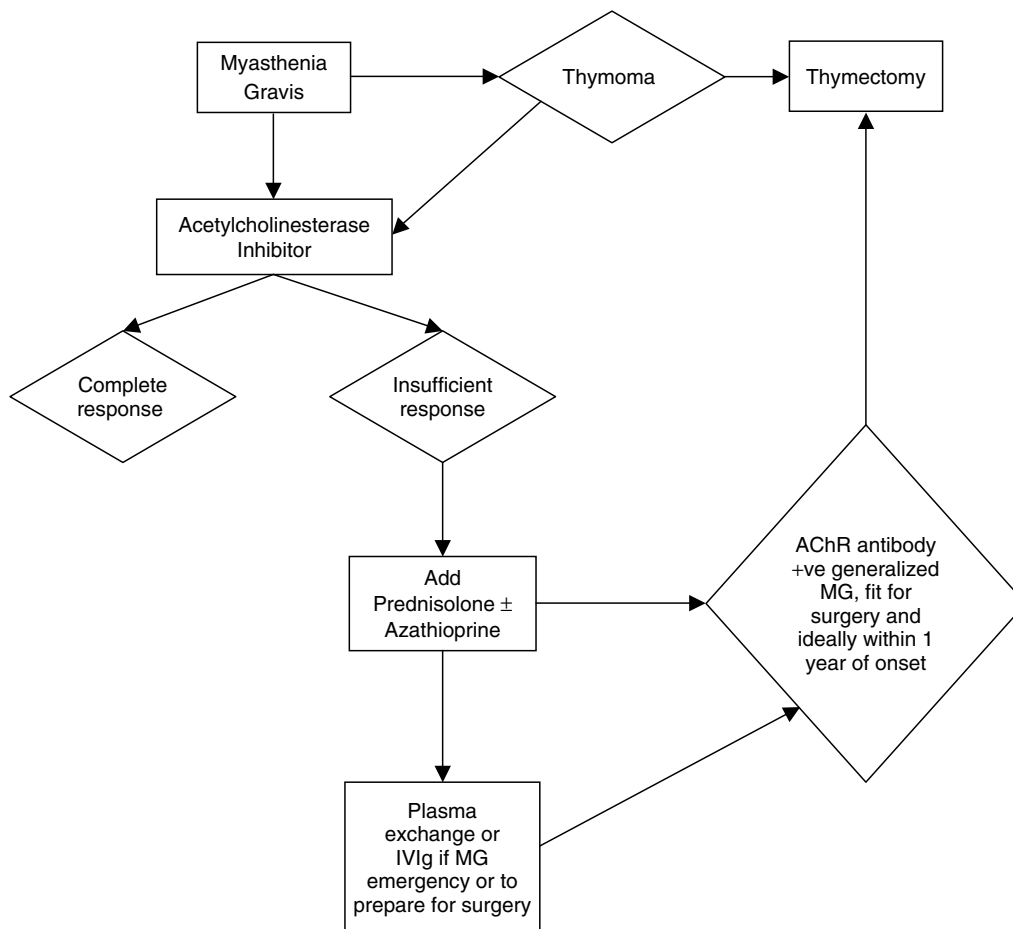 Myasthenia
Gravis
Thymoma
Thymectomy
Acetylcholinesterase
Inhibitor
Complete
response
Insufficient
response
Add
Prednisolone ±
Azathioprine
AChR antibody
+ve generalized
MG, fit for
surgery and
ideally within 1
year of onset
Plasma
exchange or
IVIg if MG
emergency or to
prepare for surgery